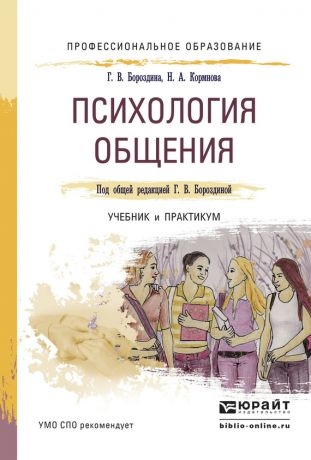 ПРОФЕССИОНАЛЬНОЕ ОБРАЗОВАНИЕ
Г. В. Бороздина, Н. А. Кормнова
ПСИХОЛОГИЯ
ОБЩЕНИЯ
Под общей редакцией Г. В. Бороздиной
УЧЕБНИК и ПРАКТИКУМ
УМО СПО рекомендует
ЮРАЙТ
ИЗДАТЕЛЬСТВО
biblio-online.ru